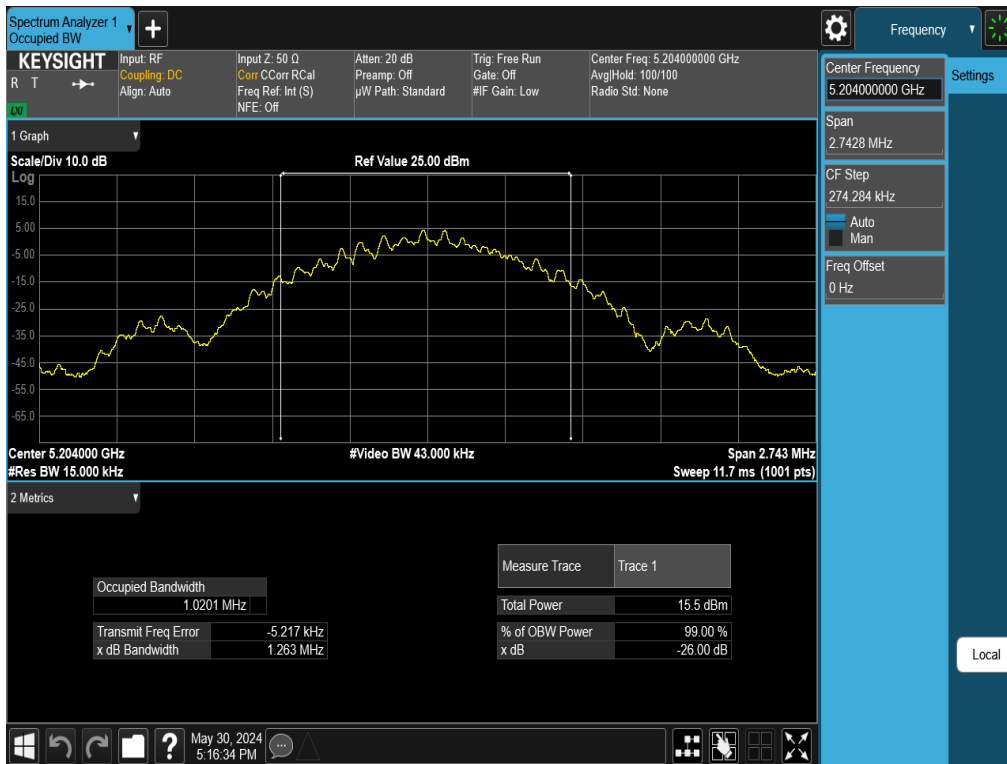 Spectrum Analyzer 1
Occupied BW
Frequency
KEYSIGHT
R T
LXI
Input: RF
Coupling: DC
Align: Auto
Input Z: 50 Ω
Corr CCorr RCal
Freq Ref: Int (S)
NFE: Off
Atten: 20 dB
Preamp: Off
µW Path: Standard
Trig: Free Run
Gate: Off
#IF Gain: Low
Center Freq: 5.204000000 GHz
Avg|Hold: 100/100
Radio Std: None
Center Frequency
5.204000000 GHz
Settings
Span
2.7428 MHz
CF Step
274.284 kHz
Auto
Man
Freq Offset
0 Hz
Local
1 Graph
Scale/Div 10.0 dB
Ref Value 25.00 dBm
Log
15.0
5.00
-5.00
-15.0
-25.0
-35.0
-45.0
-55.0
-65.0
Center 5.204000 GHz
#Video BW 43.000 kHz
Span 2.743 MHz
#Res BW 15.000 kHz
Sweep 11.7 ms (1001 pts)
2 Metrics
Measure Trace Trace 1
Occupied Bandwidth
1.0201 MHz
Total Power 15.5 dBm
Transmit Freq Error -5.217 kHz
% of OBW Power 99.00 %
x dB Bandwidth 1.263 MHz
x dB -26.00 dB
?
May 30, 2024
5:16:34 PM